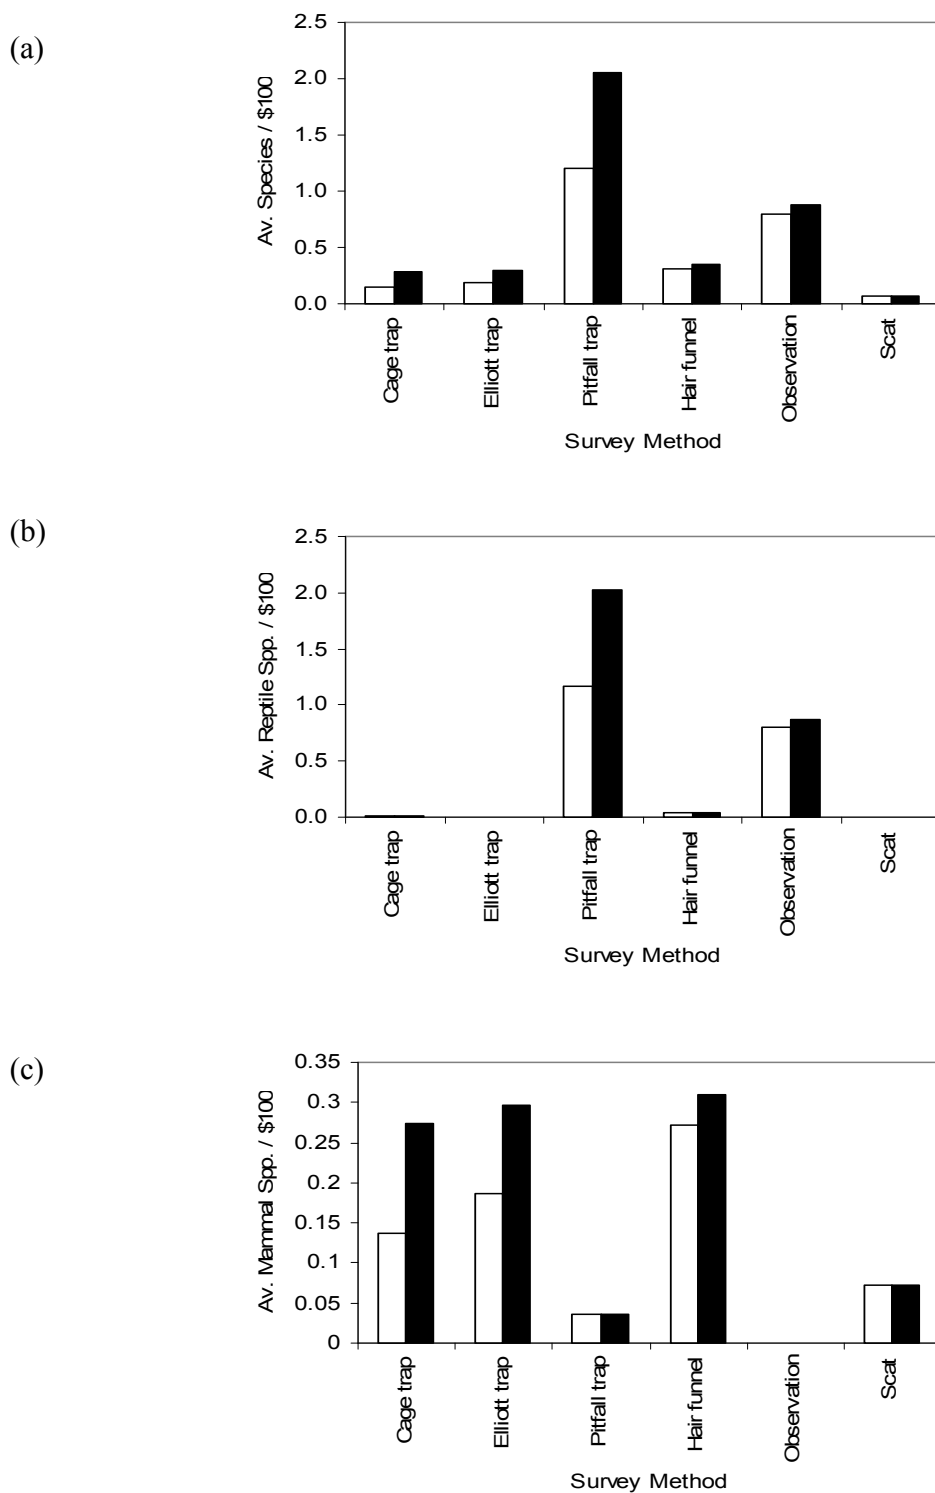 (a)
Av. Species / $100
2.5
2.0
1.5
1.0
0.5
0.0
Cage trap
Elliott trap
Pitfall trap
Hair funnel
Observation
Scat
Survey Method
(b)
Av. Reptile Spp. / $100
2.5
2.0
1.5
1.0
0.5
0.0
Cage trap
Elliott trap
Pitfall trap
Hair funnel
Observation
Scat
Survey Method
(c)
Av. Mammal Spp. / $100
0.35
0.3
0.25
0.2
0.15
0.1
0.05
0
Cage trap
Elliott trap
Pitfall trap
Hair funnel
Observation
Scat
Survey Method